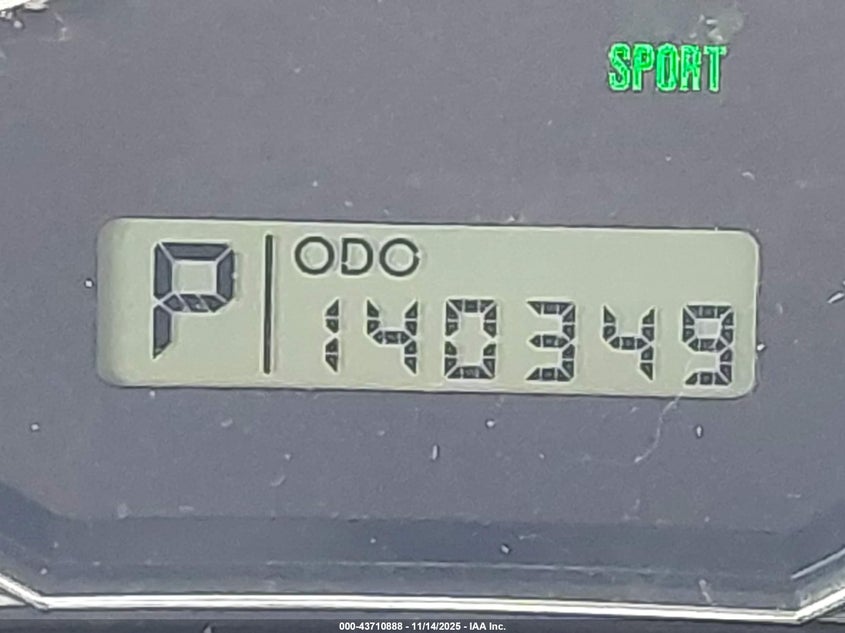 SPORT
P
ODO
140349
000-43710888 - 11/14/2025 - IAA Inc.